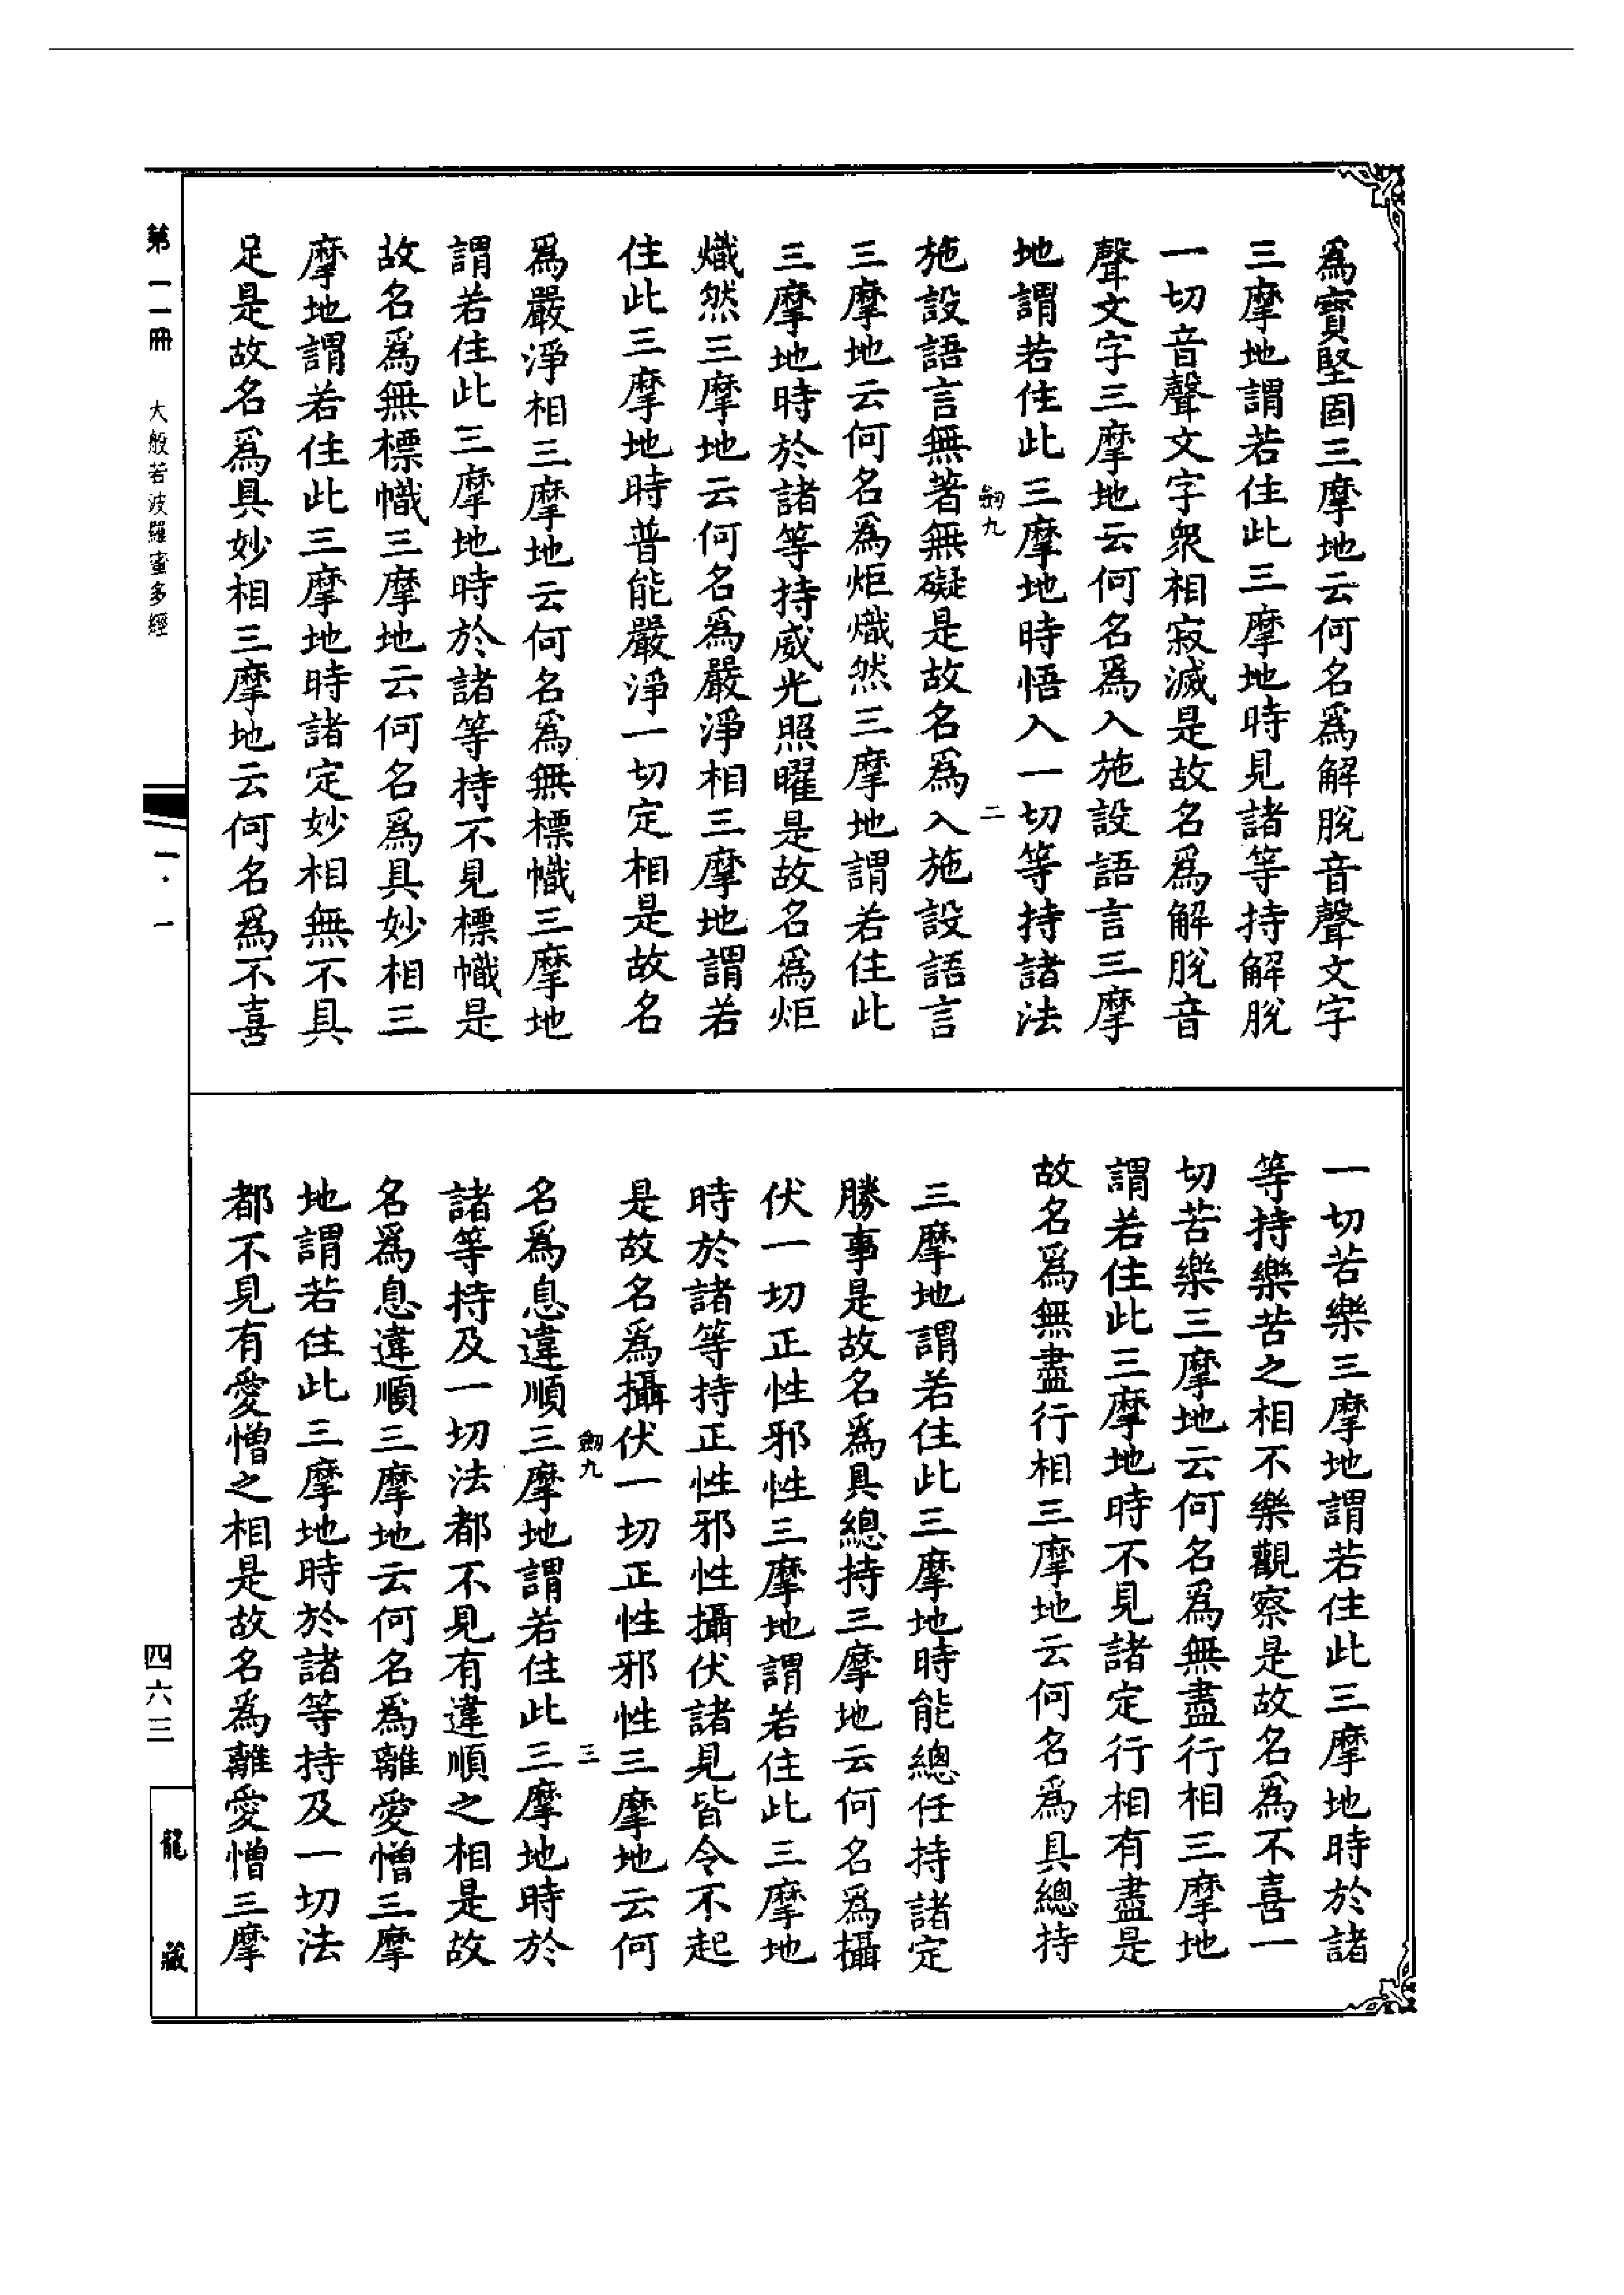 爲寶堅固三摩地云何名爲解脫音聲文字
三摩地謂若住此三摩地時見諸等持解脫
一切音聲文字衆相寂滅是故名爲解脫音
聲文字三摩地云何名爲入施設語言三摩
地謂若住此三摩地時悟入一切等持諸法
劒九
二
施設語言無著無礙是故名爲入施設語言
三摩地云何名爲炬熾然三摩地謂若住此
三摩地時於諸等持威光照曜是故名爲炬
熾然三摩地云何名爲嚴淨相三摩地謂若
住此三摩地時普能嚴淨一切定相是故名
爲嚴淨相三摩地云何名爲無標幟三摩地
謂若住此三摩地時於諸等持不見標幟是
故名爲無標幟三摩地云何名爲具妙相三
摩地謂若住此三摩地時諸定妙相無不具
足是故名爲具妙相三摩地云何名爲不喜
一切苦樂三摩地謂若住此三摩地時於諸
等持樂苦之相不樂觀察是故名爲不喜一
切苦樂三摩地云何名爲無盡行相三摩地
謂若住此三摩地時不見諸定行相有盡是
故名爲無盡行相三摩地云何名爲具總持
三摩地謂若住此三摩地時能總任持諸定
勝事是故名爲具總持三摩地云何名爲攝
伏一切正性邪性三摩地謂若住此三摩地
時於諸等持正性邪性攝伏諸見皆令不起
是故名爲攝伏一切正性邪性三摩地云何
劒九
三
名爲息違順三摩地謂若住此三摩地時於
諸等持及一切法都不見有違順之相是故
名爲息違順三摩地云何名爲離愛憎三摩
地謂若住此三摩地時於諸等持及一切法
都不見有愛憎之相是故名爲離愛憎三摩
第一一冊 大般若波羅蜜多經
一·一
四六三
龍藏